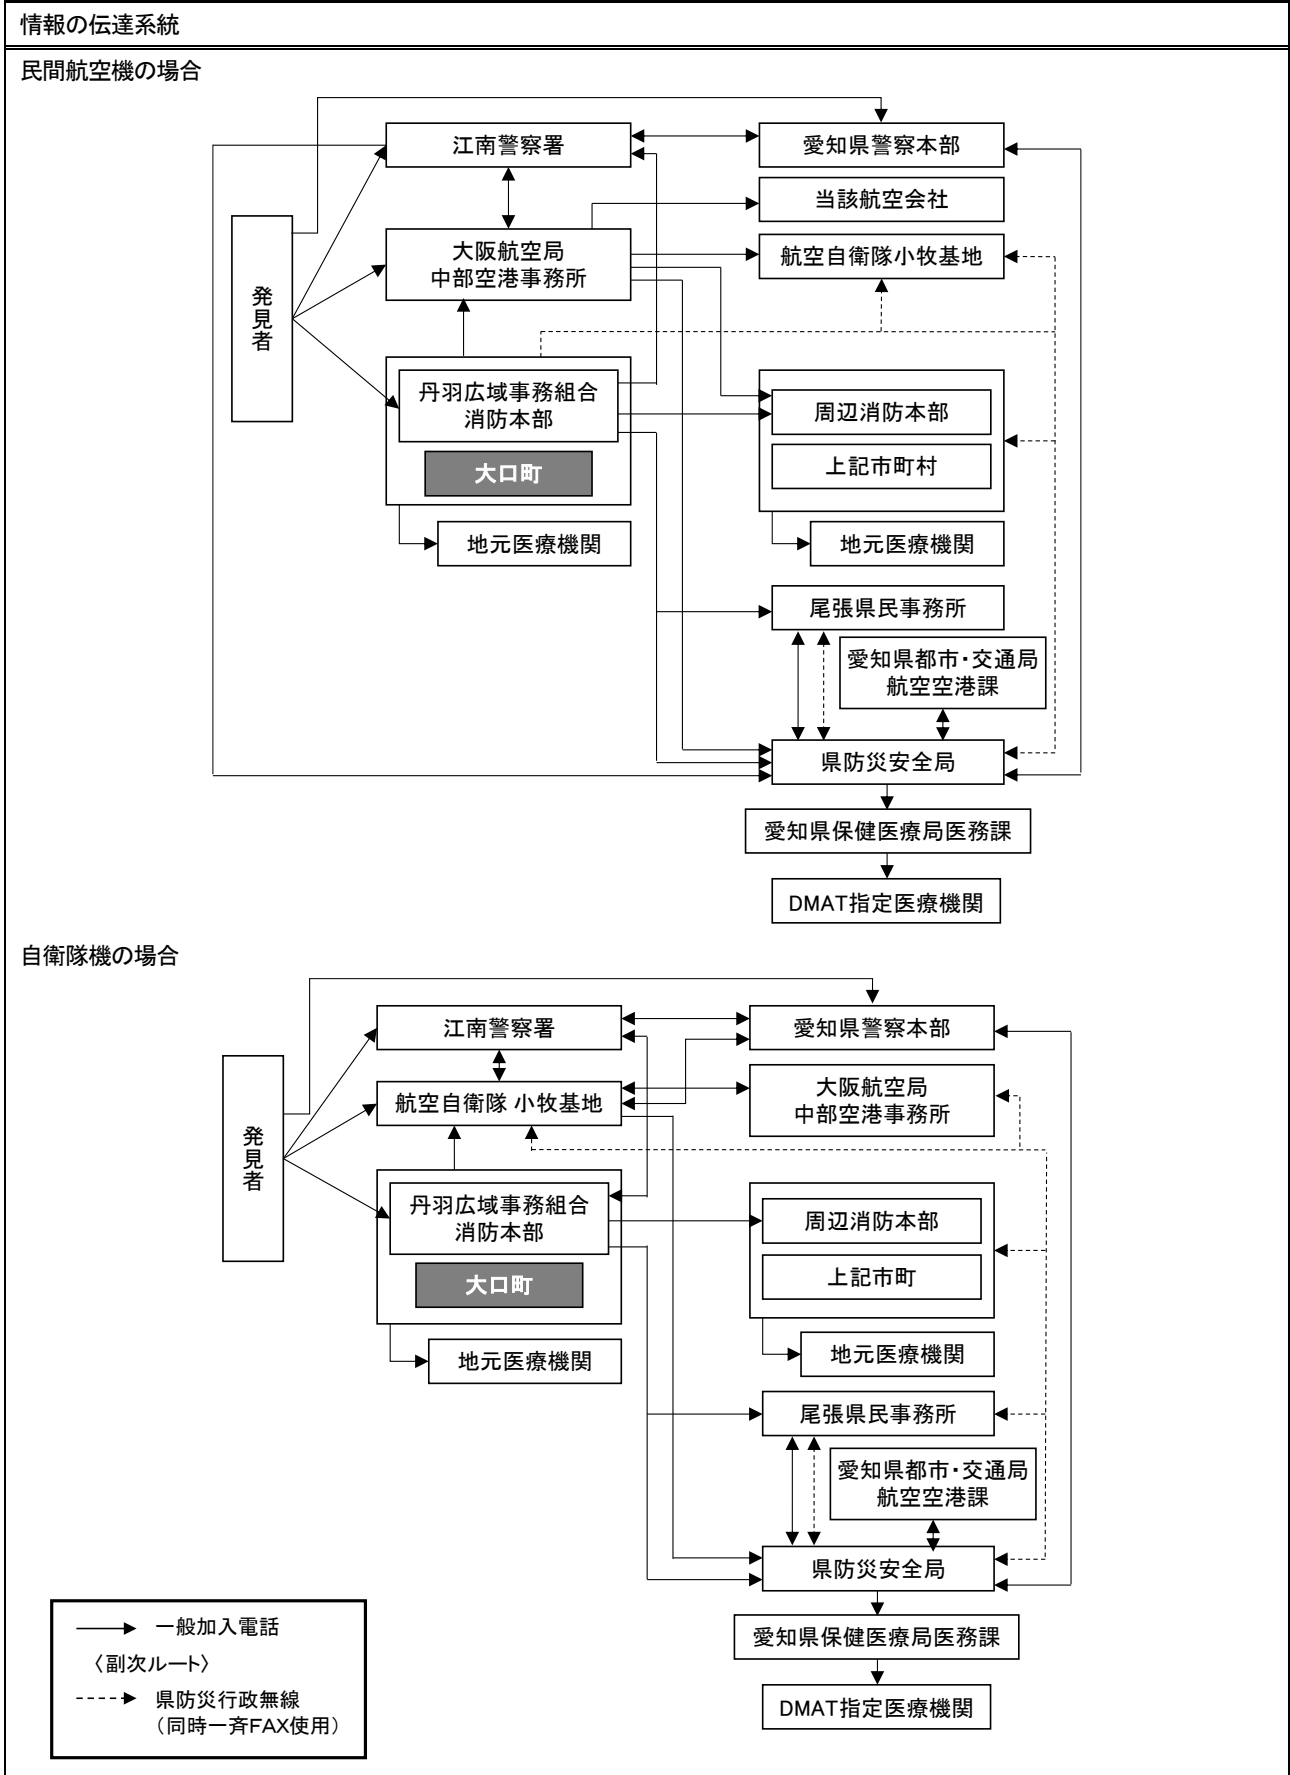 情報の伝達系統
民間航空機の場合
江南警察署
愛知県警察本部
当該航空会社
発見者
大阪航空局
中部空港事務所
航空自衛隊小牧基地
丹羽広域事務組合
消防本部
大口町
周辺消防本部
上記市町村
地元医療機関
地元医療機関
尾張県民事務所
愛知県都市・交通局
航空空港課
県防災安全局
愛知県保健医療局医務課
DMAT指定医療機関
自衛隊機の場合
江南警察署
愛知県警察本部
発見者
航空自衛隊 小牧基地
大阪航空局
中部空港事務所
丹羽広域事務組合
消防本部
大口町
周辺消防本部
上記市町
地元医療機関
地元医療機関
尾張県民事務所
愛知県都市・交通局
航空空港課
県防災安全局
愛知県保健医療局医務課
DMAT指定医療機関
一般加入電話
〈副次ルート〉
県防災行政無線
(同時一斉FAX使用)